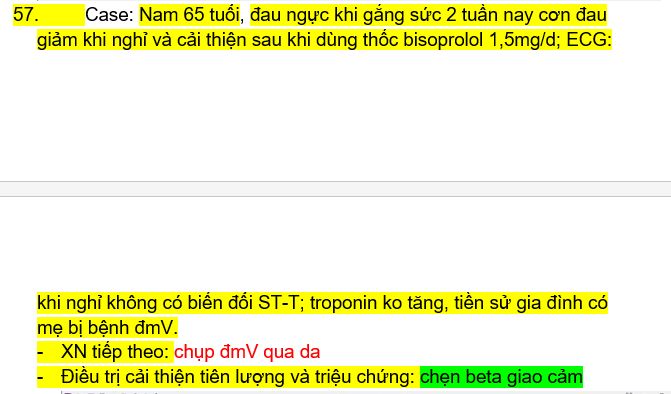 57. Case: Nam 65 tuổi, đau ngực khi gắng sức 2 tuần nay cơn đau
giảm khi nghỉ và cải thiện sau khi dùng thốc bisoprolol 1,5mg/d; ECG:
khi nghỉ không có biến đổi ST-T; troponin ko tăng, tiền sử gia đình có
mẹ bị bệnh đmV.
- XN tiếp theo: chụp đmV qua da
- Điều trị cải thiện tiên lượng và triệu chứng: chẹn beta giao cảm